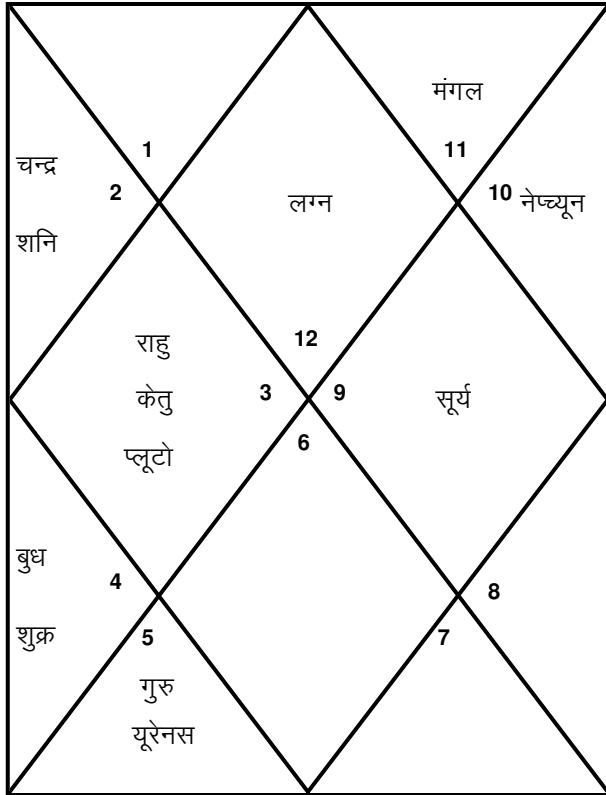 मंगल
1
11
चन्द्र
2
लग्न
10 नेप्च्यून
शनि
राहु
12
केतु
3
9
सूर्य
6
प्लूटो
बुध
4
8
शुक्र
5
7
गुरु
यूरेनस